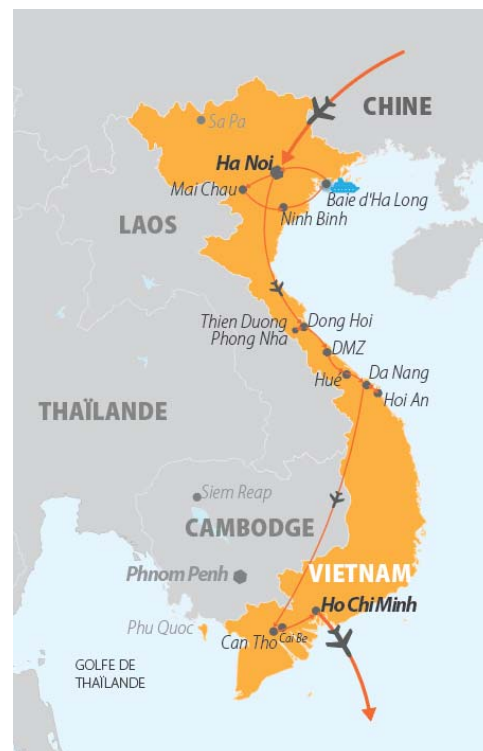 CHINE
Sa Pa
Ha Noi
Mai Chau
Baie d'Ha Long
Ninh Binh
LAOS
Thien Duong
Phong Nha
Dong Hoi
DMZ
Hué
Da Nang
Hoi An
THAÏLANDE
Siem Reap
CAMBODGE
Phnom Penh
VIETNAM
Ho Chi Minh
Phu Quoc
Can Tho
Cai Be
GOLFE DE
THAÏLANDE